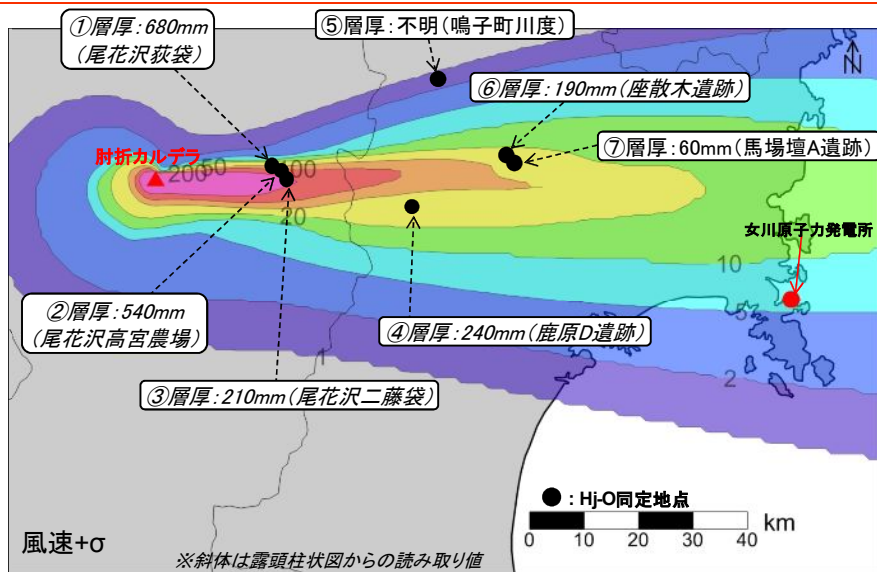 ①層厚：680mm
（尾花沢荻袋）
⑤層厚：不明（鳴子町川度）
N
⑥層厚：190mm（座散木遺跡）
肘折カルデラ
200
50
100
⑦層厚：60mm（馬場壇A遺跡）
20
女川原子力発電所
10
5
②層厚：540mm
（尾花沢高宮農場）
④層厚：240mm（鹿原D遺跡）
1
2
③層厚：210mm（尾花沢二藤袋）
●：Hj-O同定地点
km
0 10 20 30 40
風速+σ
※斜体は露頭柱状図からの読み取り値